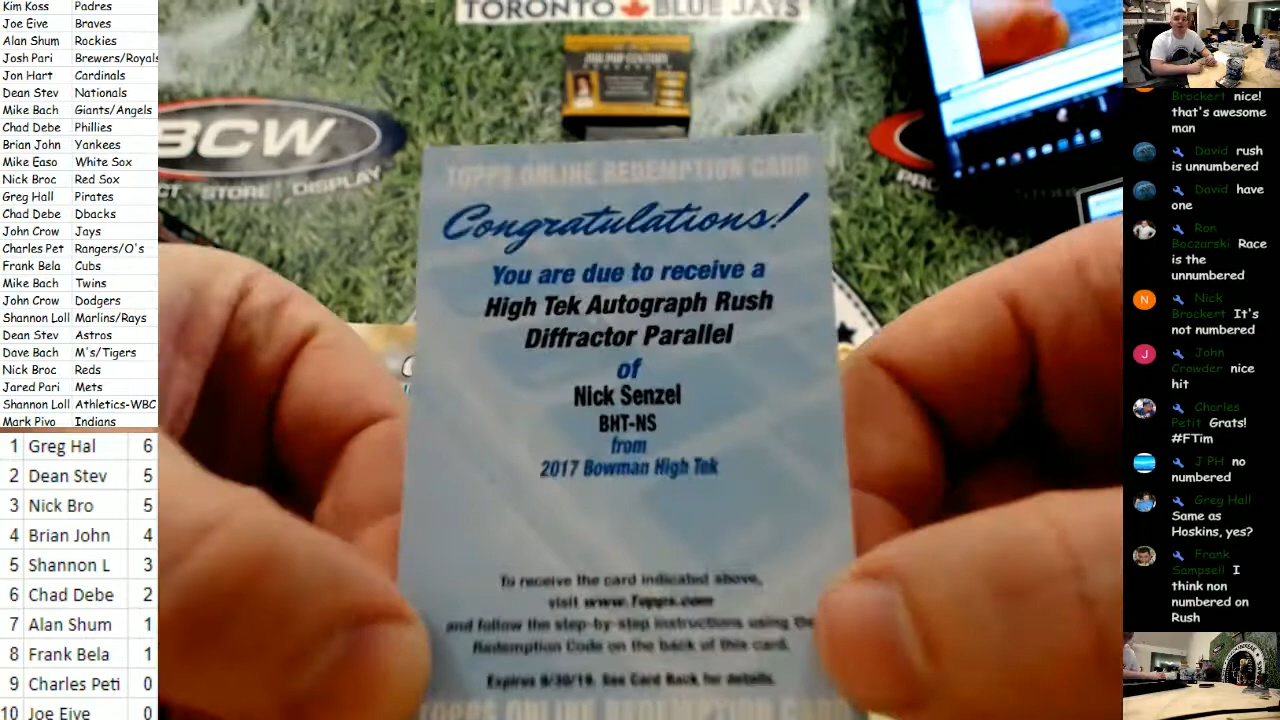 Kim Koss Padres
Joe Eive Braves
Alan Shum Rockies
Josh Pari Brewers/Royals
Jon Hart Cardinals
Dean Stev Nationals
Mike Bach Giants/Angels
Chad Debe Phillies
Brian John Yankees
Mike Easo White Sox
Nick Broc Red Sox
Greg Hall Pirates
Chad Debe Dbacks
John Crow Jays
Charles Pet Rangers/O's
Frank Bela Cubs
Mike Bach Twins
John Crow Dodgers
Shannon Loll Marlins/Rays
Dean Stev Astros
Dave Bach M's/Tigers
Nick Broc Reds
Jared Pari Mets
Shannon Loll Athletics-WBC
Mark Pivo Indians
1 Greg Hal 6
2 Dean Stev 5
3 Nick Bro 5
4 Brian John 4
5 Shannon L 3
6 Chad Debe 2
7 Alan Shum 1
8 Frank Bela 1
9 Charles Peti 0
10 Joe Eive 0
TORONTO BLUE JAYS
BCW
STORE DISPLAY
TOPPS ONLINE REDEMPTION CARD
Congratulations!
You are due to receive a
High Tek Autograph Rush
Diffractor Parallel
of
Nick Senzel
BHT-NS
from
2017 Bowman High Tek
To receive the card indicated above,
visit www.Topps.com
and follow the step-by-step instructions using the
Redemption Code on the back of this card.
Expires 9/30/19. See Card Back for details.
TOPPS ONLINE REDEMPTION CARD
Brockert nice!
that's awesome
man
David rush
is unnumbered
David have
one
Ron
Boczarski Race
is the
unnumbered
N
Nick
Brockert It's
not numbered
J
John
Crowder nice
hit
Charles
Petit Grats!
#FTim
J PH no
numbered
Greg Hall
Same as
Hoskins, yes?
Frank
Sampsell I
think non
numbered on
Rush